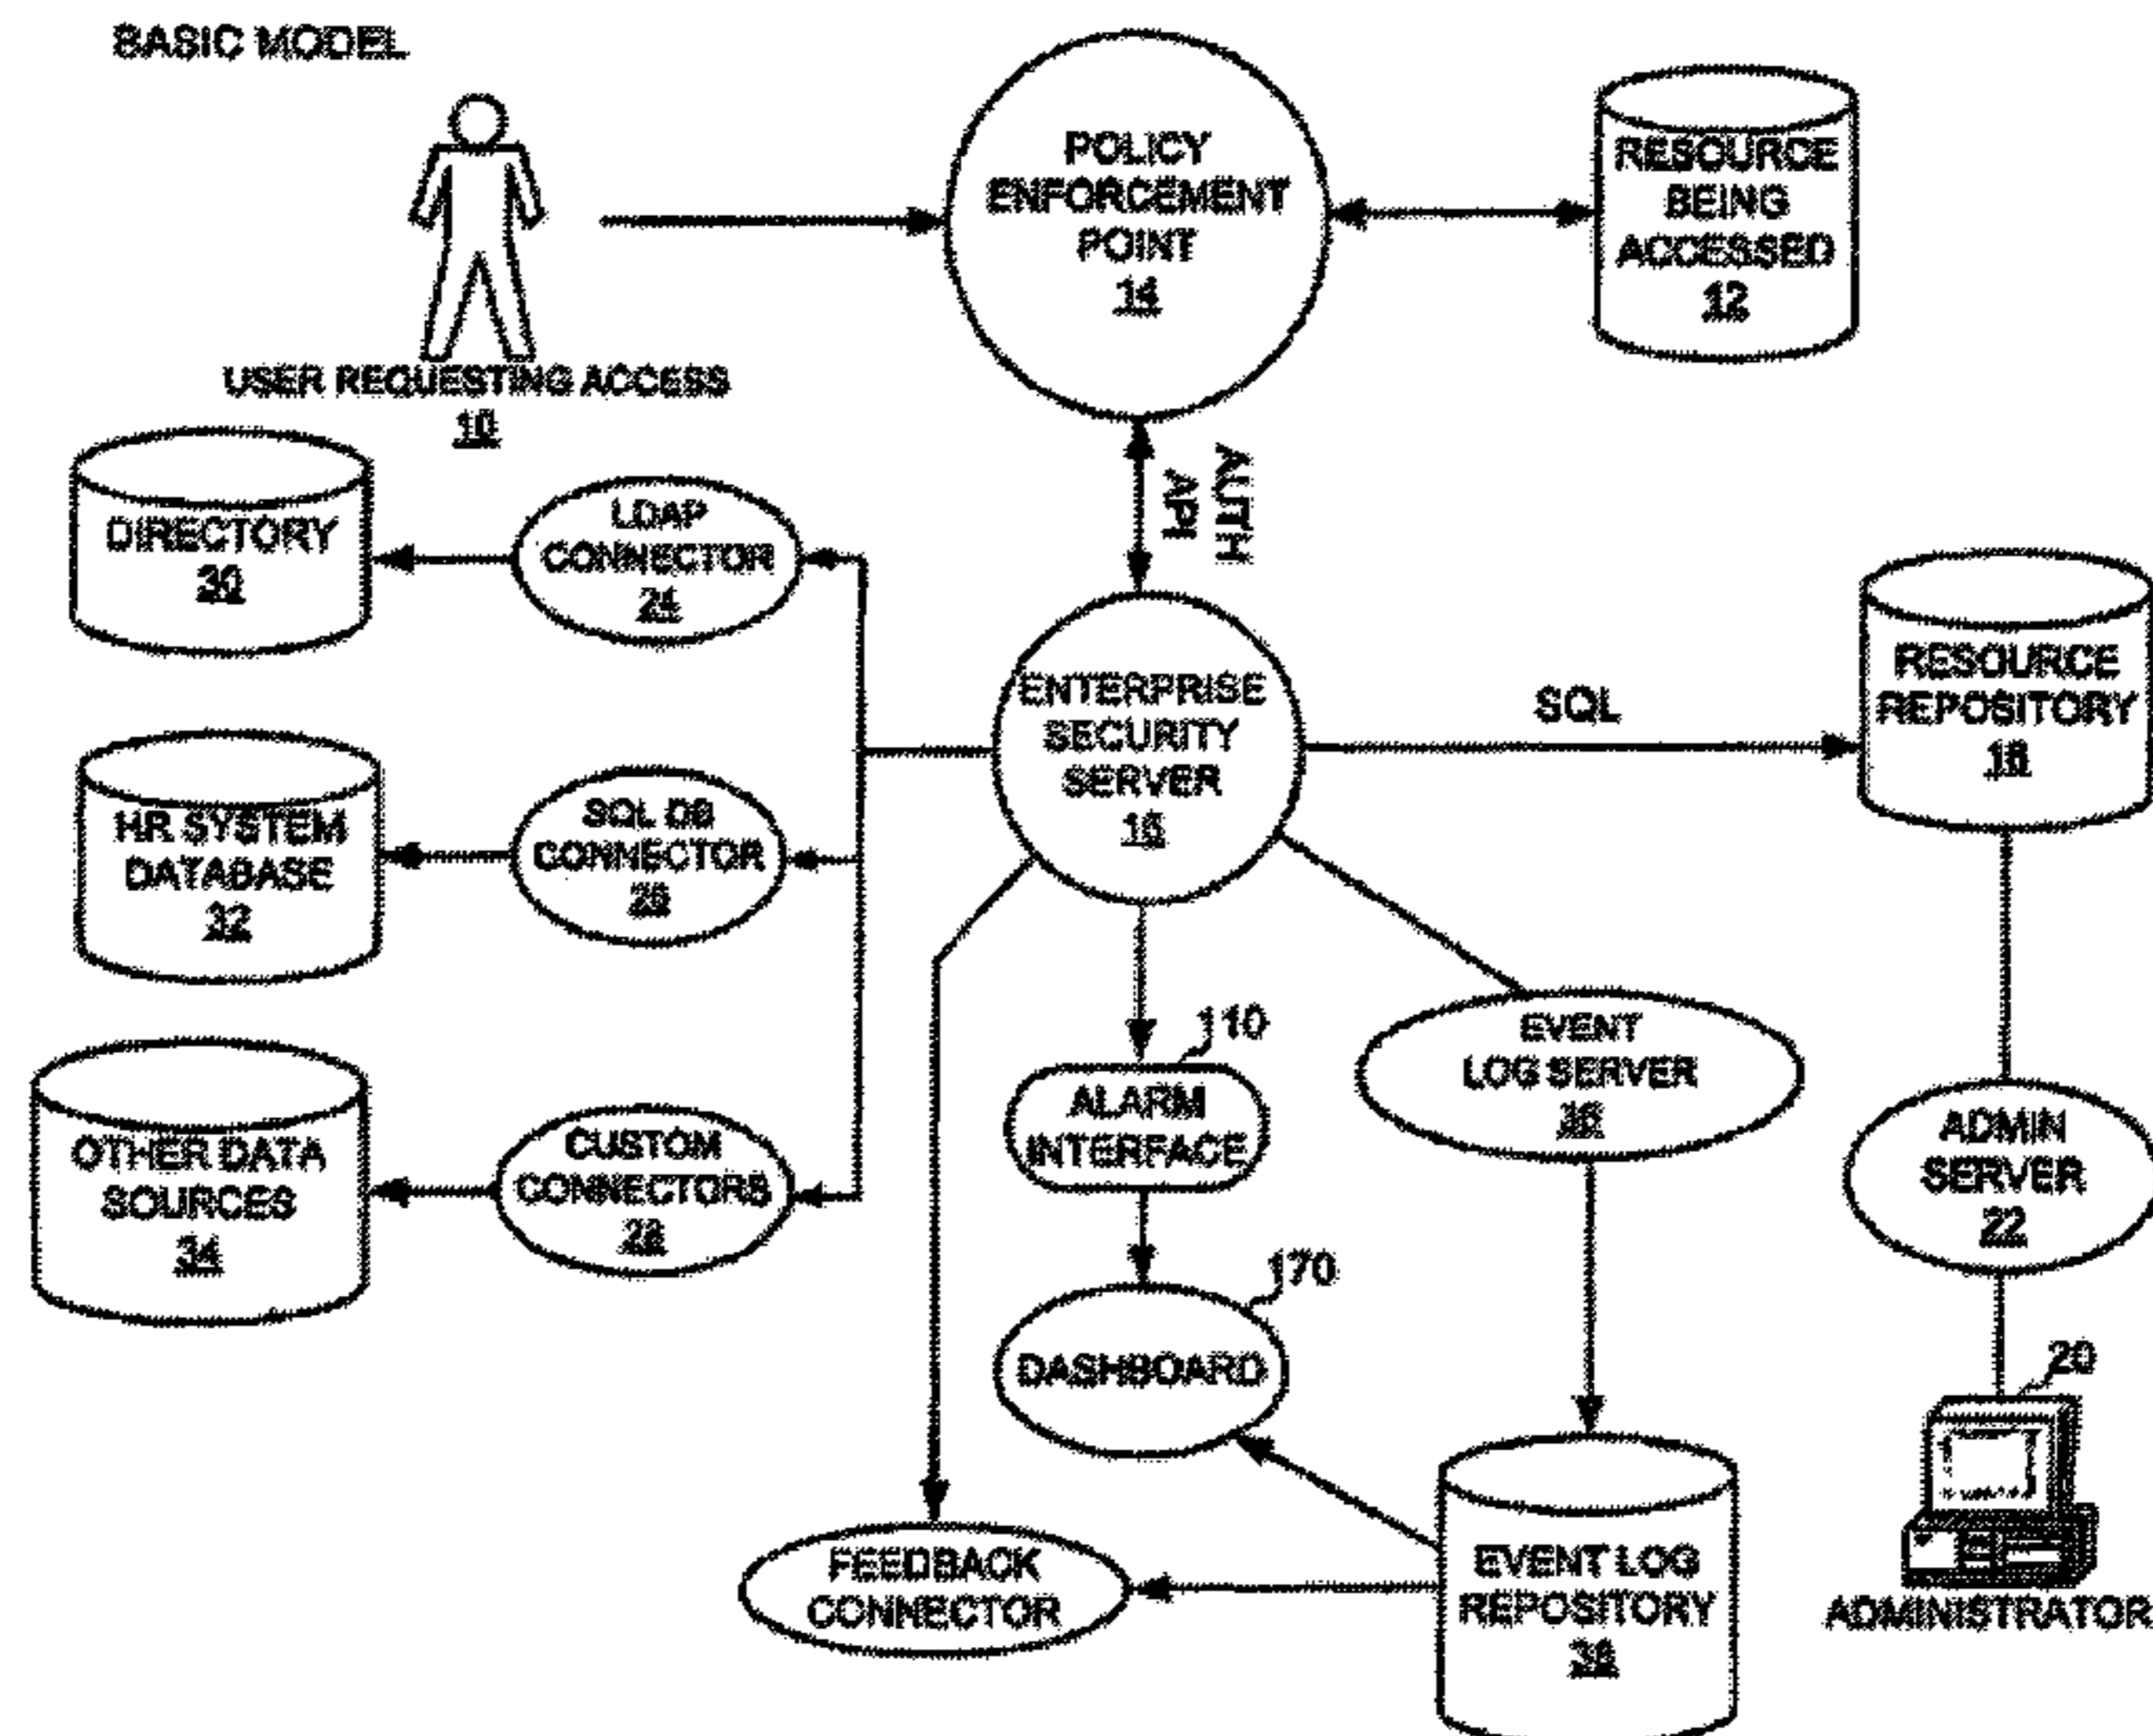 BASIC MODEL
POLICY
ENFORCEMENT
POINT
14
RESOURCE
BEING
ACCESSED
12
USER REQUESTING ACCESS
10
AUTH
API
DIRECTORY
30
LDAP
CONNECTOR
24
ENTERPRISE
SECURITY
SERVER
SQL
RESOURCE
REPOSITORY
HR SYSTEM
DATABASE
32
SQL DB
CONNECTOR
110
EVENT
LOG SERVER
ALARM
INTERFACE
ADMIN
SERVER
22
OTHER DATA
SOURCES
34
CUSTOM
CONNECTORS
28
170
DASHBOARD
20
FEEDBACK
CONNECTOR
EVENT LOG
REPOSITORY
ADMINISTRATOR